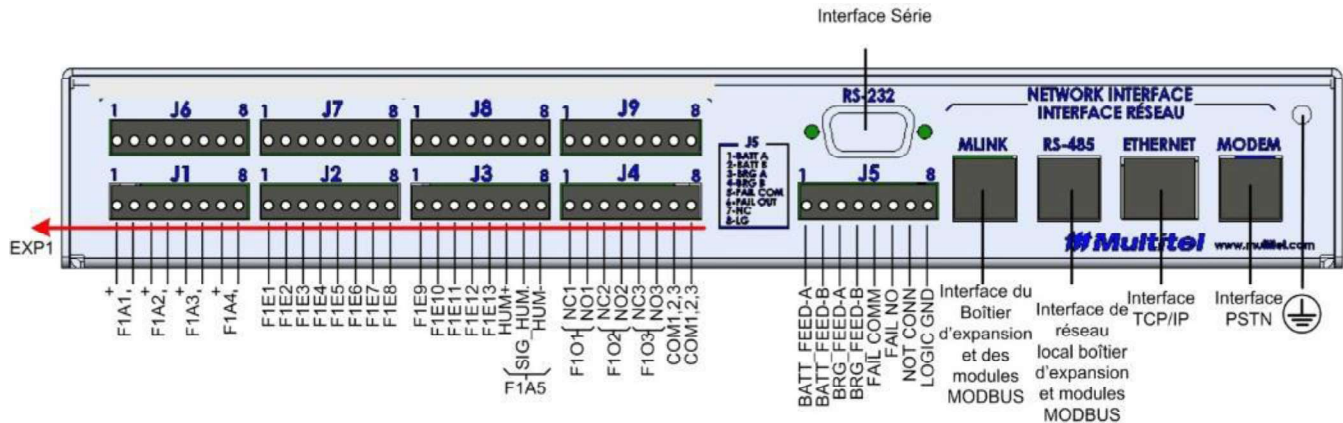 Interface Série
RS-232
NETWORK INTERFACE
INTERFACE RÉSEAU
1 J6 8
1 J7 8
1 J8 8
1 J9 8
J5
1-BATT A
2-BATT B
3-BRG A
4-BRG B
5-FAIL COM
6-FAIL OUT
7-NC
8-LG
MLINK
RS-485
ETHERNET
MODEM
1 J1 8
1 J2 8
1 J3 8
1 J4 8
1 J5 8
Multitel www.multitel.com
EXP1
+
F1A1,
+
F1A2,
+
F1A3,
+
F1A4,
F1E1
F1E2
F1E3
F1E4
F1E5
F1E6
F1E7
F1E8
F1E9
F1E10
F1E11
F1E12
F1E13
HUM+
SIG_HUM.
HUM-
F1A5
F1O1{
NC1
NO1
F1O2{
NC2
NO2
F1O3{
NC3
NO3
COM1,2,3
COM1,2,3
BATT_FEED-A
BATT_FEED-B
BRG_FEED-A
BRG_FEED-B
FAIL COMM
FAIL NO
NOT CONN
LOGIC GND
Interface du
Boîtier
d'expansion
et des
modules
MODBUS
Interface de
réseau
local boîtier
d'expansion
et modules
MODBUS
Interface
TCP/IP
Interface
PSTN